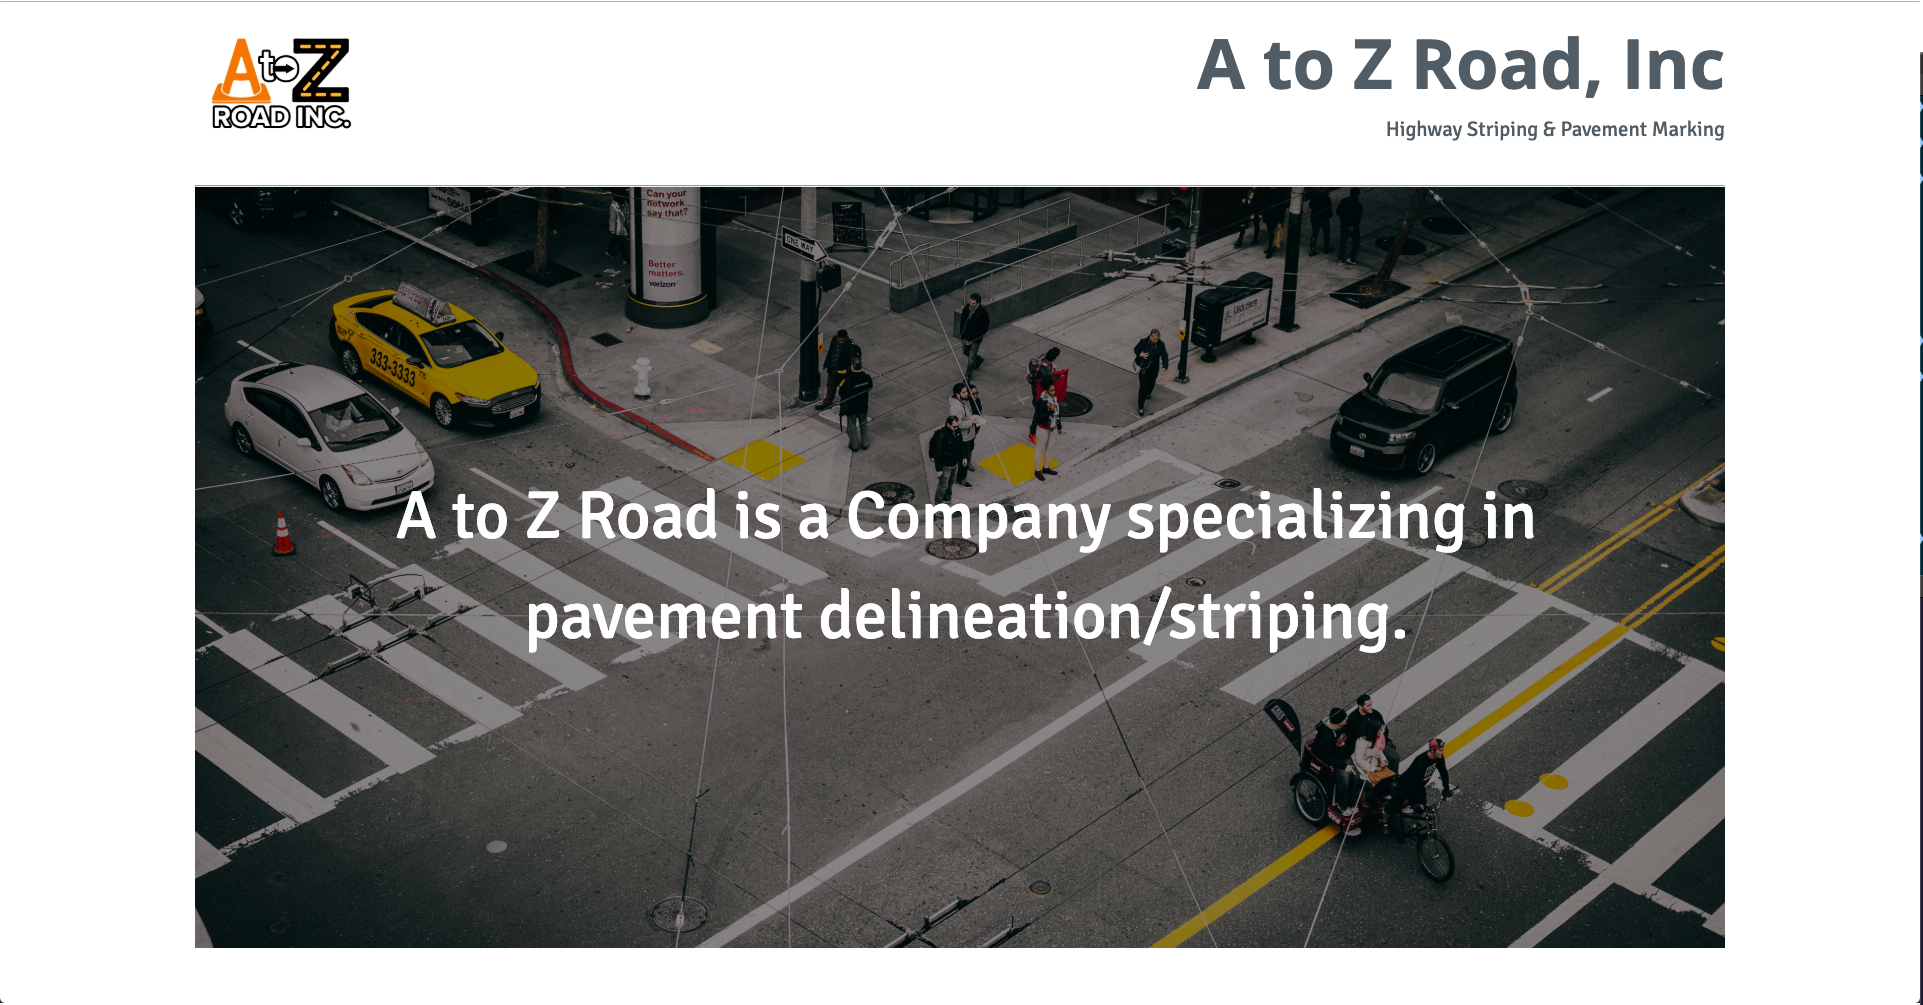 A to Z
ROAD INC.
A to Z Road, Inc
Highway Striping & Pavement Marking
Can your
network
say that?
Better
matters.
verizon
ONE WAY
333-3333
A to Z Road is a Company specializing in
pavement delineation/striping.